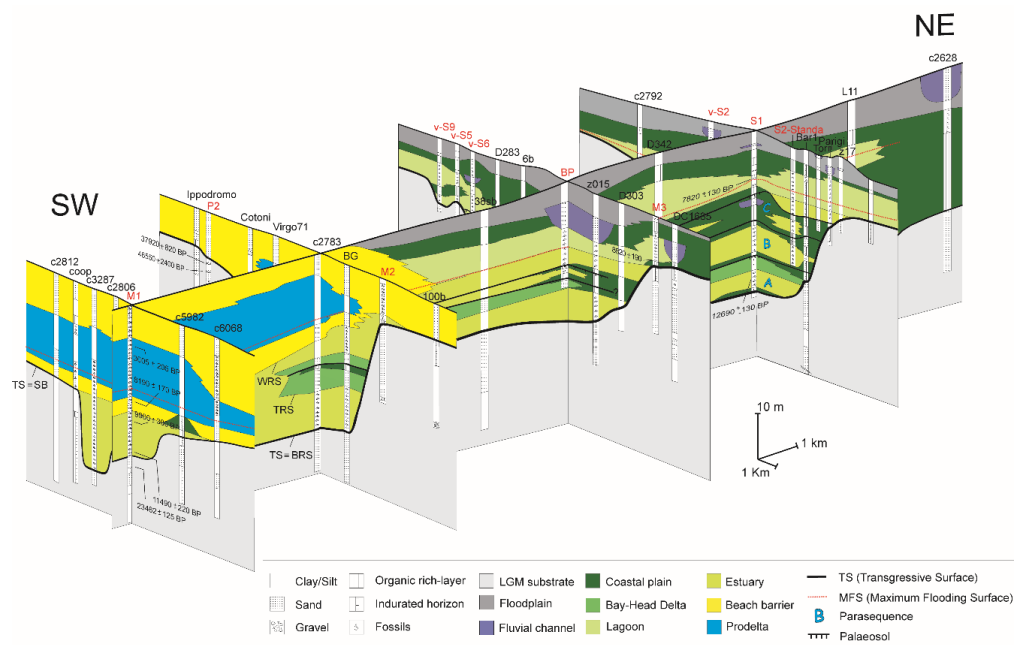 NE
SW
c2628
c2792
L11
v-S2
S1
S2-Standa
Bar1
Parigi
Tora
z17
v-S9
v-S5
v-S6
D283
6b
D342
BP
z015
D303
M3
DC1685
38sb
7820±130 BP
C
B
A
12690±130 BP
Ippodromo
P2
Cotoni
Virgo71
c2783
BG
M2
100b
37920±820 BP
c2812
coop
c3287
c2806
M1
c5982
c6068
TS=SB
WRS
TRS
TS=BRS
11490±220 BP
23462±125 BP
10 m
1 km
1 Km
Clay/Silt
Organic rich-layer
LGM substrate
Coastal plain
Estuary
TS (Transgressive Surface)
Sand
Indurated horizon
Floodplain
Bay-Head Delta
Beach barrier
MFS (Maximum Flooding Surface)
Gravel
Fossils
Fluvial channel
Lagoon
Prodelta
B Parasequence
Palaeosol